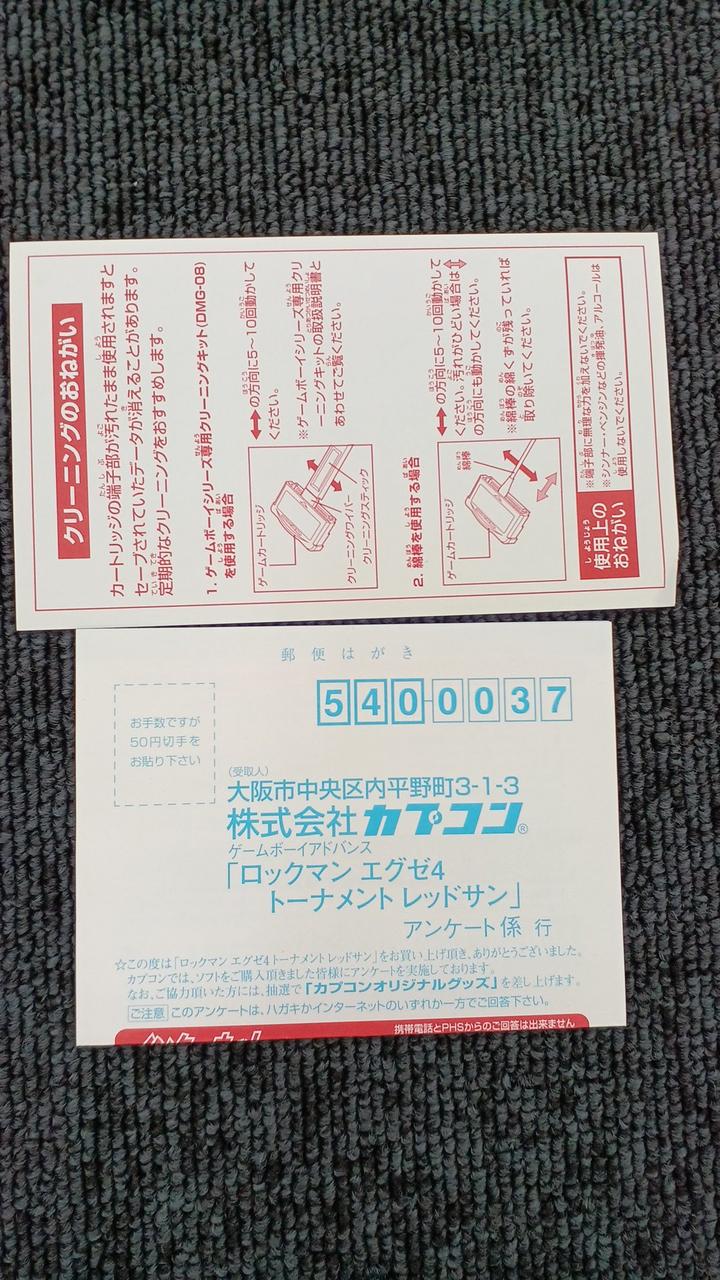 クリーニングのおねがい
カートリッジの端子部が汚れたまま使用されますと
セーブされていたデータが消えることがあります。
定期的なクリーニングをおすすめします。
1. ゲームボーイシリーズ専用クリーニングキット(DMG-08)
を使用する場合
ゲームカートリッジ
クリーニングワイパー
クリーニングスティック
↔の方向に5～10回動かして
ください。
※ゲームボーイシリーズ専用クリ
ーニングキットの取扱説明書と
あわせてご覧ください。
2. 綿棒を使用する場合
ゲームカートリッジ
綿棒
↔の方向に5～10回動かして
ください。汚れがひどい場合は⇔
の方向にも動かしてください。
※綿棒の綿くずが残っていれば
取り除いてください。
使用上の
おねがい
※端子部に無理な力を加えないでください。
※シンナー・ベンジンなどの揮発油、アルコールは
使用しないでください。
郵便はがき
お手数ですが
50円切手を
お貼り下さい
540-0037
(受取人)
大阪市中央区内平野町3-1-3
株式会社カプコン®
ゲームボーイアドバンス
「ロックマン エグゼ4
トーナメント レッドサン」
アンケート係 行
☆この度は「ロックマン エグゼ4 トーナメント レッドサン」をお買い上げ頂き、ありがとうございました。
カプコンでは、ソフトをご購入頂きました皆様にアンケートを実施しております。
なお、ご協力頂いた方には、抽選で「カプコンオリジナルグッズ」を差し上げます。
ご注意 このアンケートは、ハガキかインターネットのいずれか一方でご回答下さい。
携帯電話とPHSからのご回答は出来ません